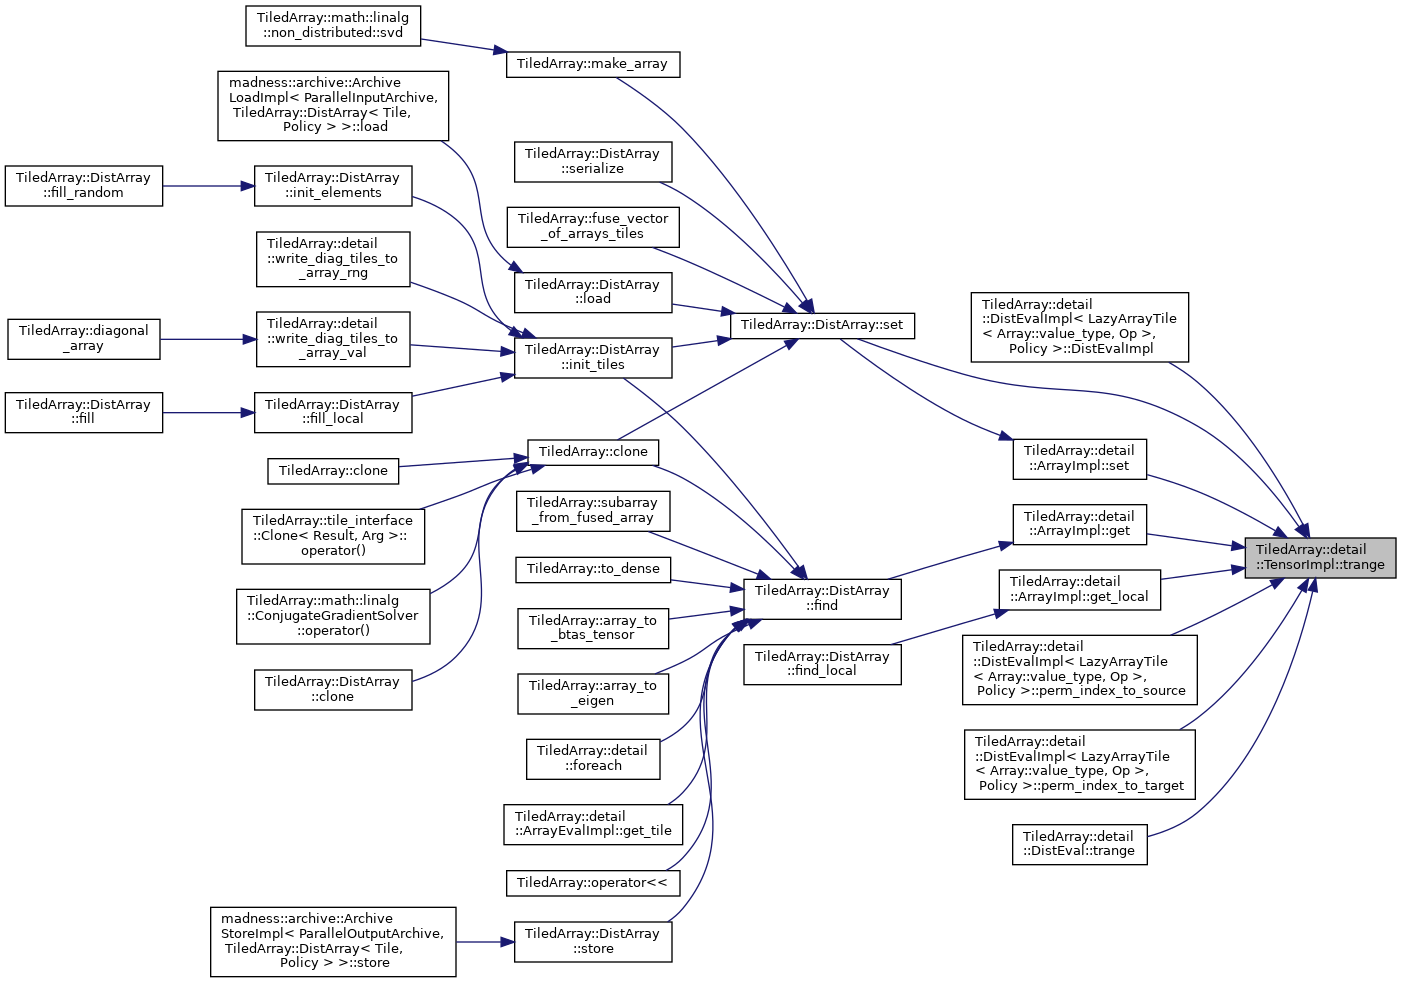 TiledArray::math::linalg
::non_distributed::svd
TiledArray::make_array
madness::archive::Archive
LoadImpl< ParallelInputArchive,
TiledArray::DistArray< Tile,
Policy > >::load
TiledArray::DistArray
::serialize
TiledArray::DistArray
::fill_random
TiledArray::DistArray
::init_elements
TiledArray::fuse_vector
_of_arrays_tiles
TiledArray::detail
::write_diag_tiles_to
_array_rng
TiledArray::DistArray
::load
TiledArray::DistArray::set
TiledArray::detail
::DistEvalImpl< LazyArrayTile
< Array::value_type, Op >,
Policy >::DistEvalImpl
TiledArray::diagonal
_array
TiledArray::detail
::write_diag_tiles_to
_array_val
TiledArray::DistArray
::init_tiles
TiledArray::DistArray
::fill
TiledArray::DistArray
::fill_local
TiledArray::clone
TiledArray::clone
TiledArray::detail
::ArrayImpl::set
TiledArray::tile_interface
::Clone< Result, Arg >::
operator()
TiledArray::subarray
_from_fused_array
TiledArray::detail
::ArrayImpl::get
TiledArray::detail
::TensorImpl::trange
TiledArray::to_dense
TiledArray::detail
::ArrayImpl::get_local
TiledArray::DistArray
::find
TiledArray::math::linalg
::ConjugateGradientSolver
::operator()
TiledArray::array_to
_btas_tensor
TiledArray::DistArray
::find_local
TiledArray::detail
::DistEvalImpl< LazyArrayTile
< Array::value_type, Op >,
Policy >::perm_index_to_source
TiledArray::DistArray
::clone
TiledArray::array_to
_eigen
TiledArray::detail
::foreach
TiledArray::detail
::DistEvalImpl< LazyArrayTile
< Array::value_type, Op >,
Policy >::perm_index_to_target
TiledArray::detail
::ArrayEvalImpl::get_tile
TiledArray::detail
::DistEval::trange
TiledArray::operator<<
madness::archive::Archive
StoreImpl< ParallelOutputArchive,
TiledArray::DistArray< Tile,
Policy > >::store
TiledArray::DistArray
::store